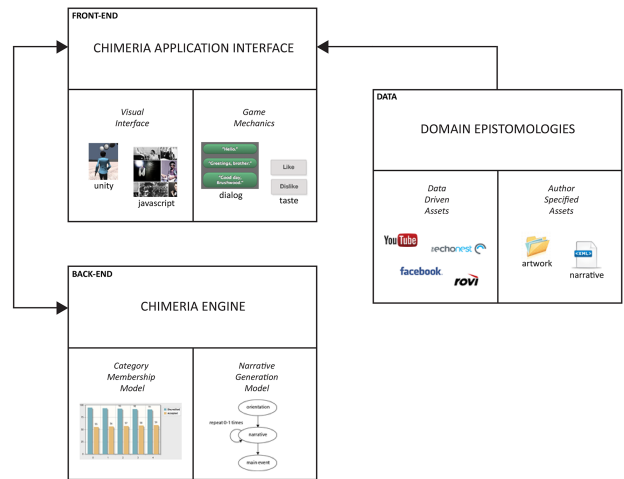 FRONT-END
CHIMERIA APPLICATION INTERFACE
Visual
Interface
unity
javascript
Game
Mechanics
"Hello."
"Greetings, brother."
"Good day,
dialog
Like
Dislike
taste
DATA
DOMAIN EPISTOMOLOGIES
Data
Driven
Assets
YouTube
echonest
facebook
rovi
Author
Specified
Assets
artwork
<XML>
narrative
BACK-END
CHIMERIA ENGINE
Category
Membership
Model
Narrative
Generation
Model
orientation
repeat 0-1 times
narrative
main event